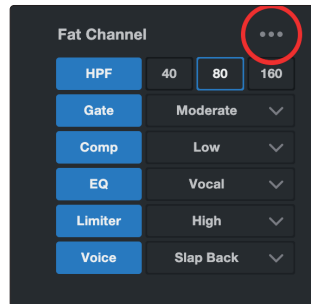 Fat Channel
HPF 40 80 160
Gate Moderate
Comp Low
EQ Vocal
Limiter High
Voice Slap Back